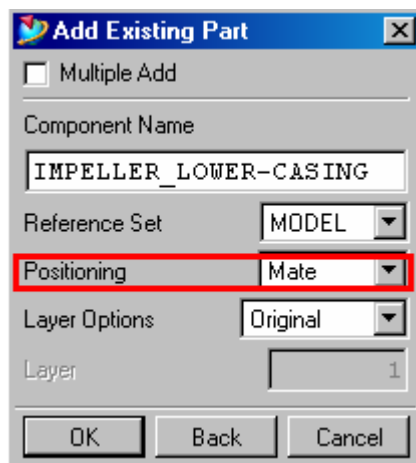 Add Existing Part
Multiple Add
Component Name
IMPELLER_LOWER-CASING
Reference Set MODEL
Positioning Mate
Layer Options Original
Layer 1
OK Back Cancel